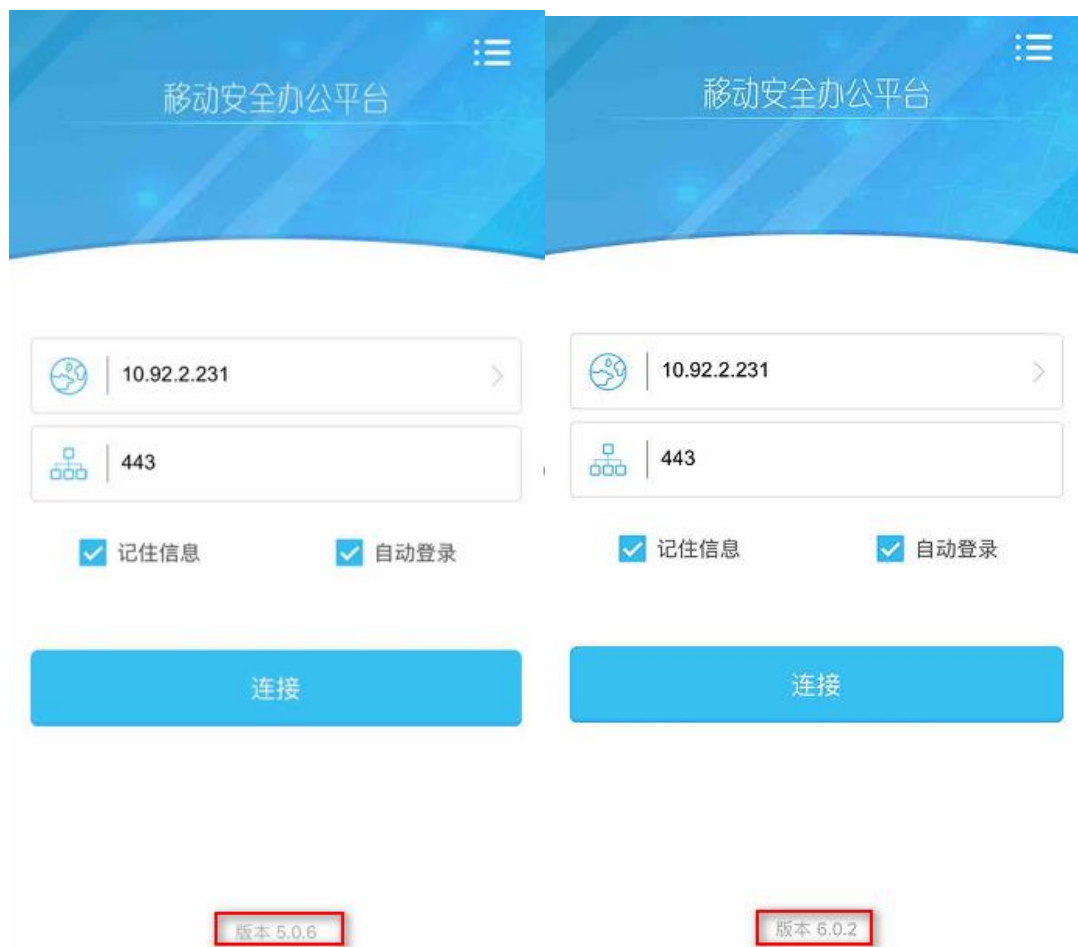 移动安全办公平台
10.92.2.231
443
记住信息 自动登录
连接
版本 5.0.6
移动安全办公平台
10.92.2.231
443
记住信息 自动登录
连接
版本 6.0.2